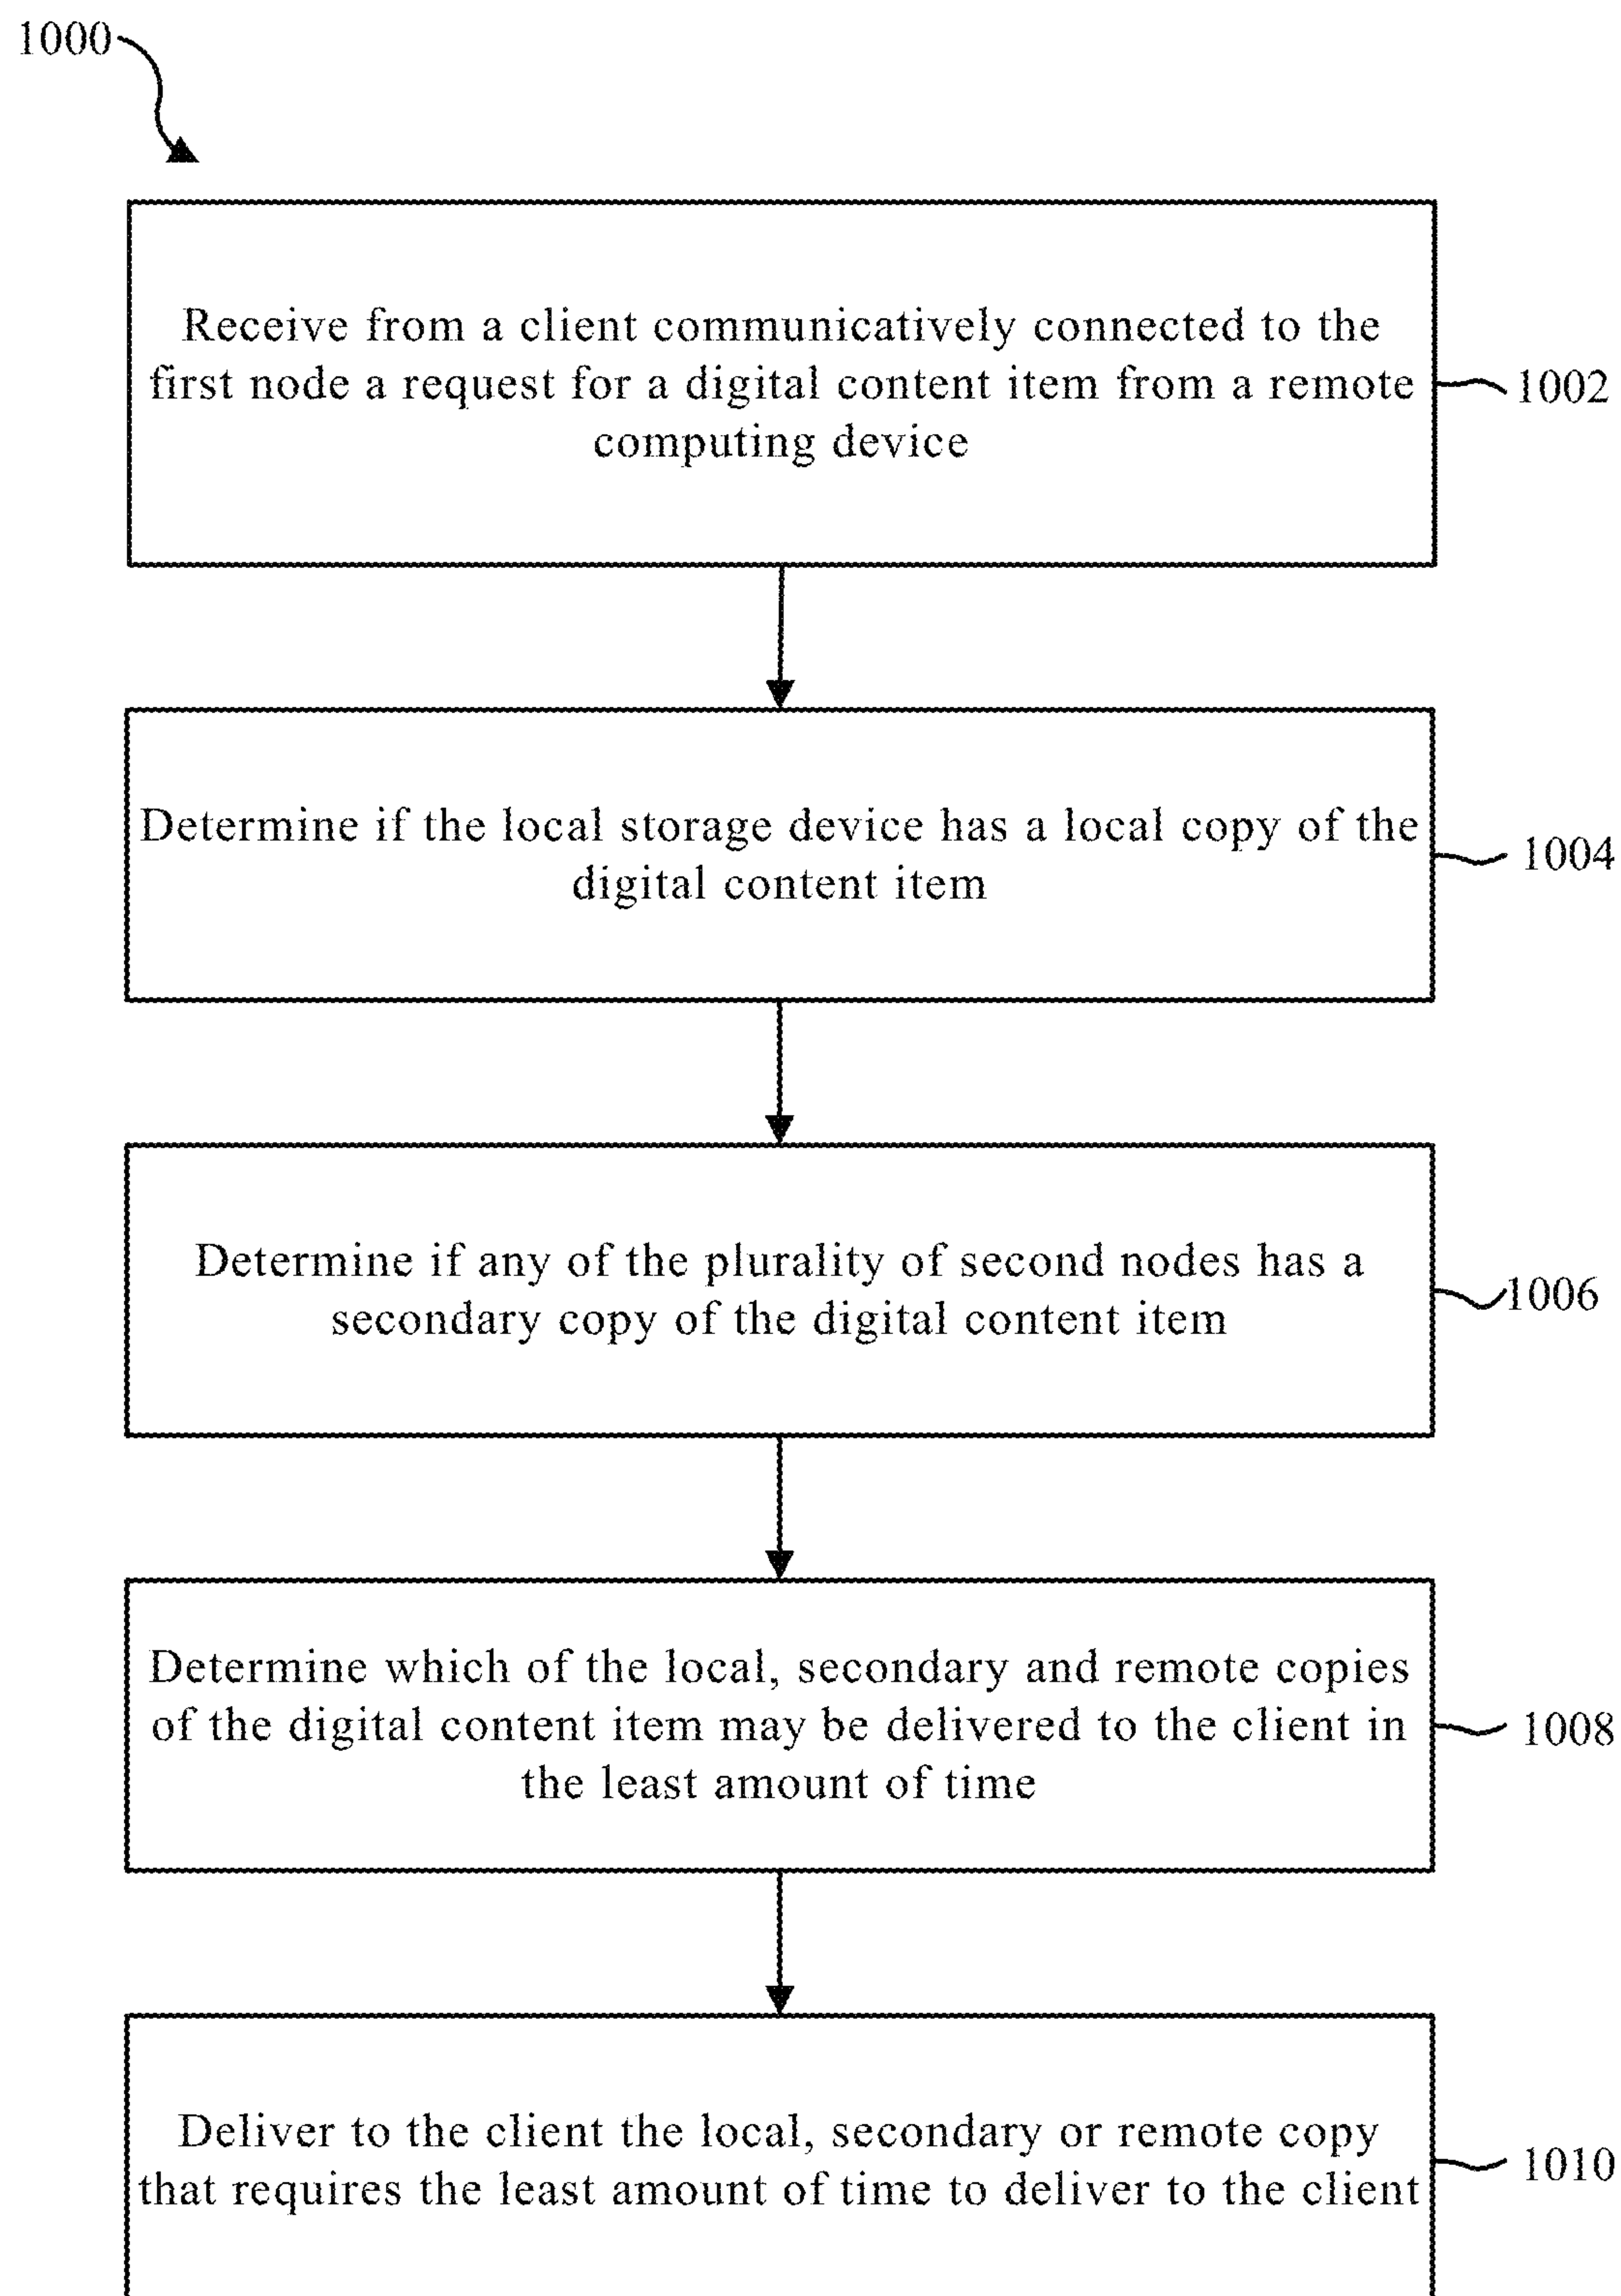 1000
Receive from a client communicatively connected to the
first node a request for a digital content item from a remote
computing device
1002
Determine if the local storage device has a local copy of the
digital content item
1004
Determine if any of the plurality of second nodes has a
secondary copy of the digital content item
1006
Determine which of the local, secondary and remote copies
of the digital content item may be delivered to the client in
the least amount of time
1008
Deliver to the client the local, secondary or remote copy
that requires the least amount of time to deliver to the client
1010